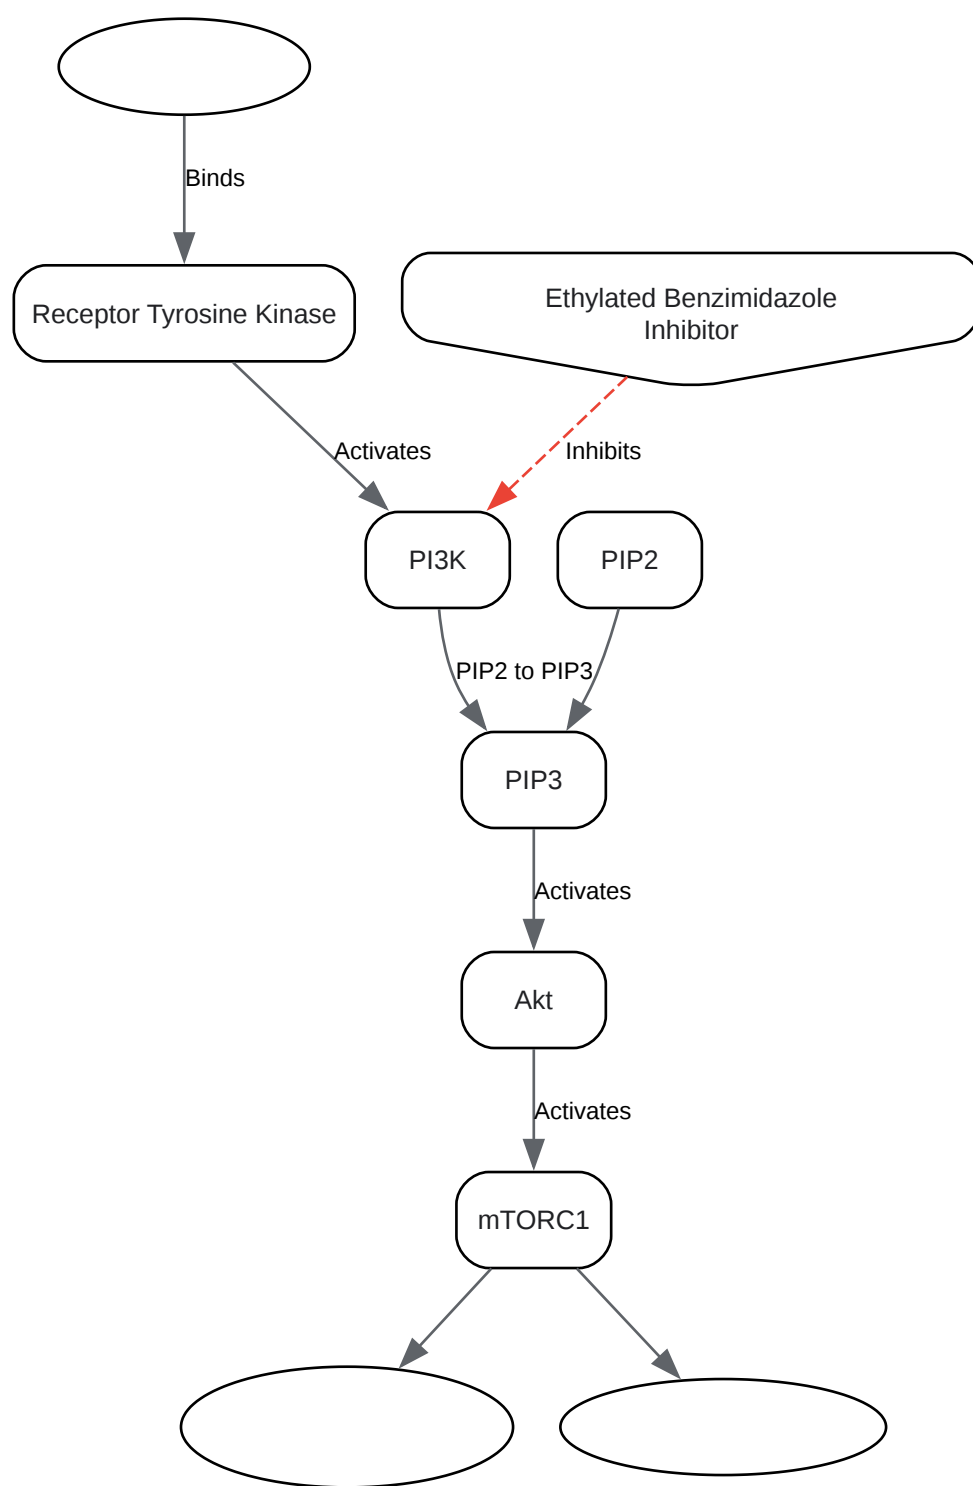 Binds
Receptor Tyrosine Kinase
Ethylated Benzimidazole
Inhibitor
Activates
Inhibits
PI3K
PIP2
PIP2 to PIP3
PIP3
Activates
Akt
Activates
mTORC1